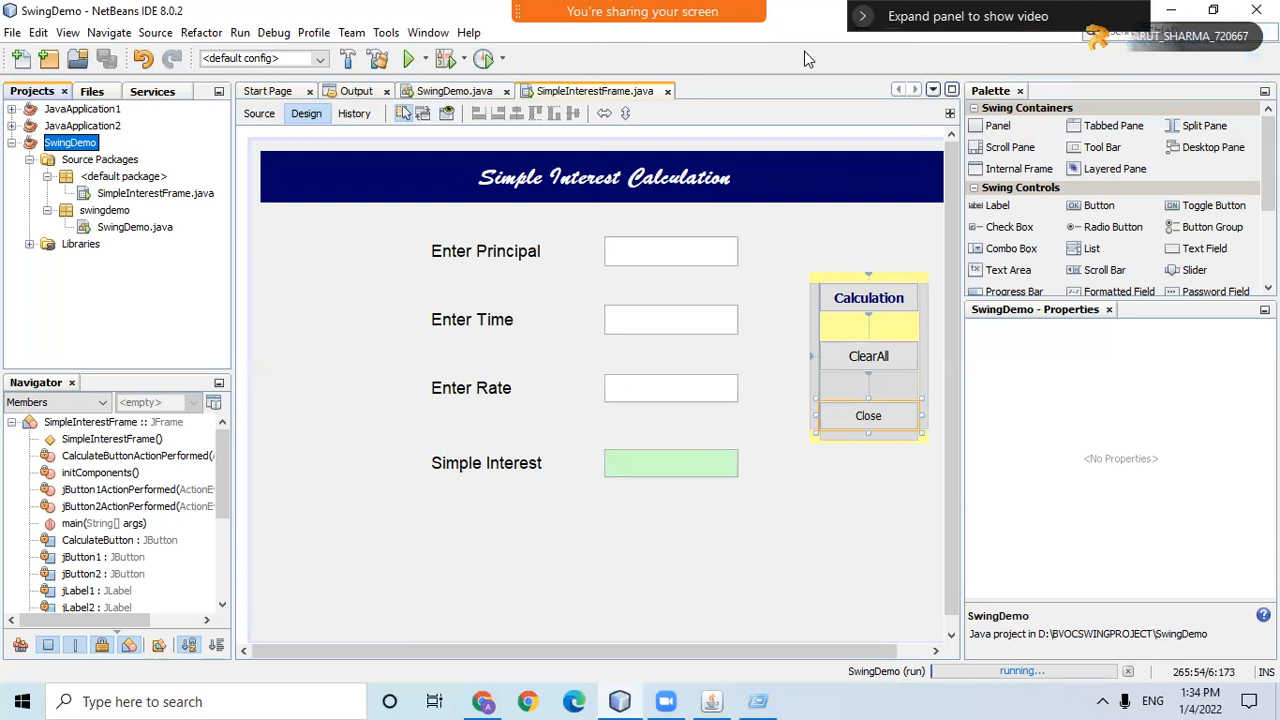 SwingDemo - NetBeans IDE 8.0.2
You're sharing your screen
Expand panel to show video
File Edit View Navigate Source Refactor Run Debug Profile Team Tools Window Help
RUT_SHARMA_720667
<default config>
Projects Files Services
Start Page Output SwingDemo.java SimpleInterestFrame.java
Palette
Source Design History
JavaApplication1
JavaApplication2
SwingDemo
Source Packages
<default package>
SimpleInterestFrame.java
swingdemo
SwingDemo.java
Libraries
Simple Interest Calculation
Enter Principal
Enter Time
Enter Rate
Simple Interest
Calculation
ClearAll
Close
Swing Containers
Panel Tabbed Pane Split Pane
Scroll Pane Tool Bar Desktop Pane
Internal Frame Layered Pane
Swing Controls
Label Button Toggle Button
Check Box Radio Button Button Group
Combo Box List Text Field
Text Area Scroll Bar Slider
Progress Bar Formatted Field Password Field
SwingDemo - Properties
<No Properties>
SwingDemo
Java project in D:\BVOCSWINGPROJECT\SwingDemo
Navigator
Members <empty>
SimpleInterestFrame :: JFrame
SimpleInterestFrame()
CalculateButtonActionPerformed(
initComponents()
jButton1ActionPerformed(ActionE
jButton2ActionPerformed(ActionE
main(String[] args)
CalculateButton : JButton
jButton1 : JButton
jButton2 : JButton
jLabel1 : JLabel
jLabel2 : JLabel
SwingDemo (run) running... 265:54/6:173 INS
Type here to search
ENG
1:34 PM
1/4/2022